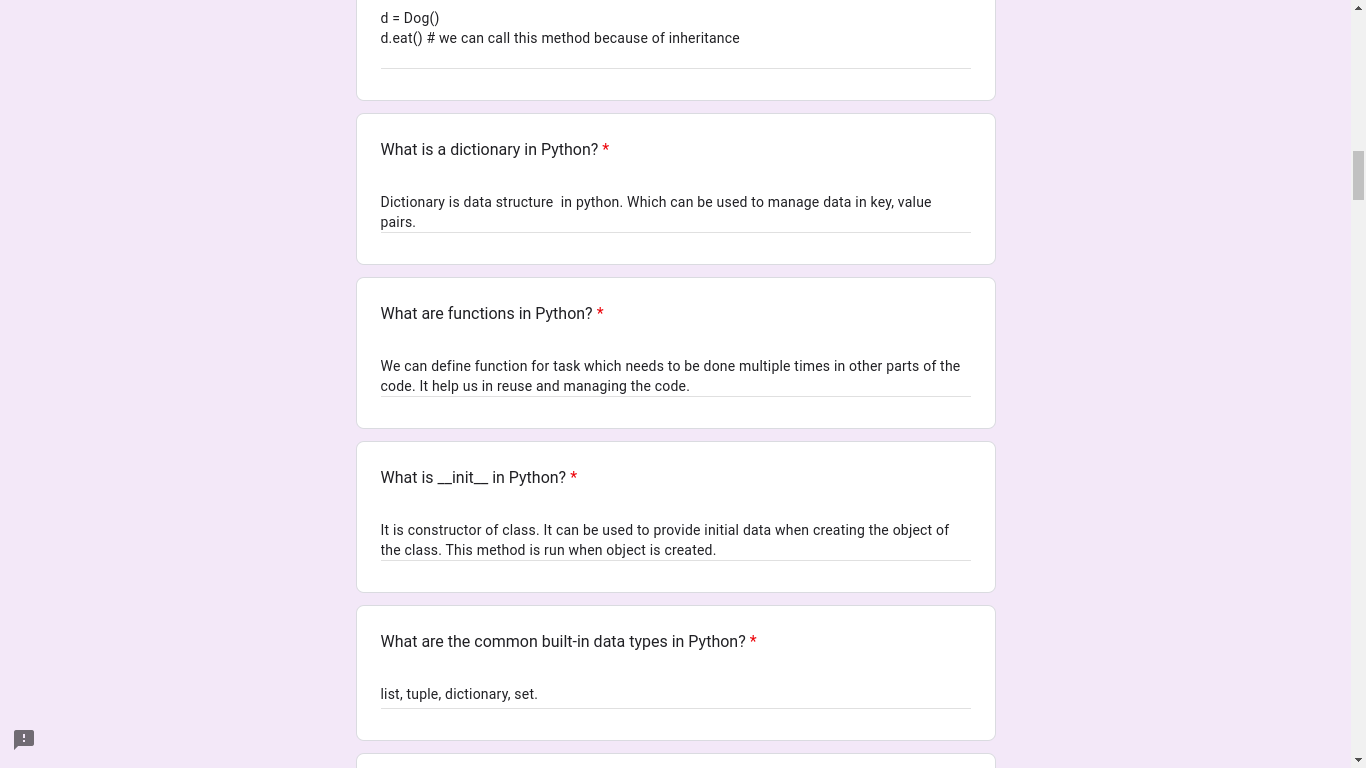 d = Dog()
d.eat() # we can call this method because of inheritance
What is a dictionary in Python? *
Dictionary is data structure  in python. Which can be used to manage data in key, value
pairs.
What are functions in Python? *
We can define function for task which needs to be done multiple times in other parts of the
code. It help us in reuse and managing the code.
What is __init__ in Python? *
It is constructor of class. It can be used to provide initial data when creating the object of
the class. This method is run when object is created.
What are the common built-in data types in Python? *
list, tuple, dictionary, set.